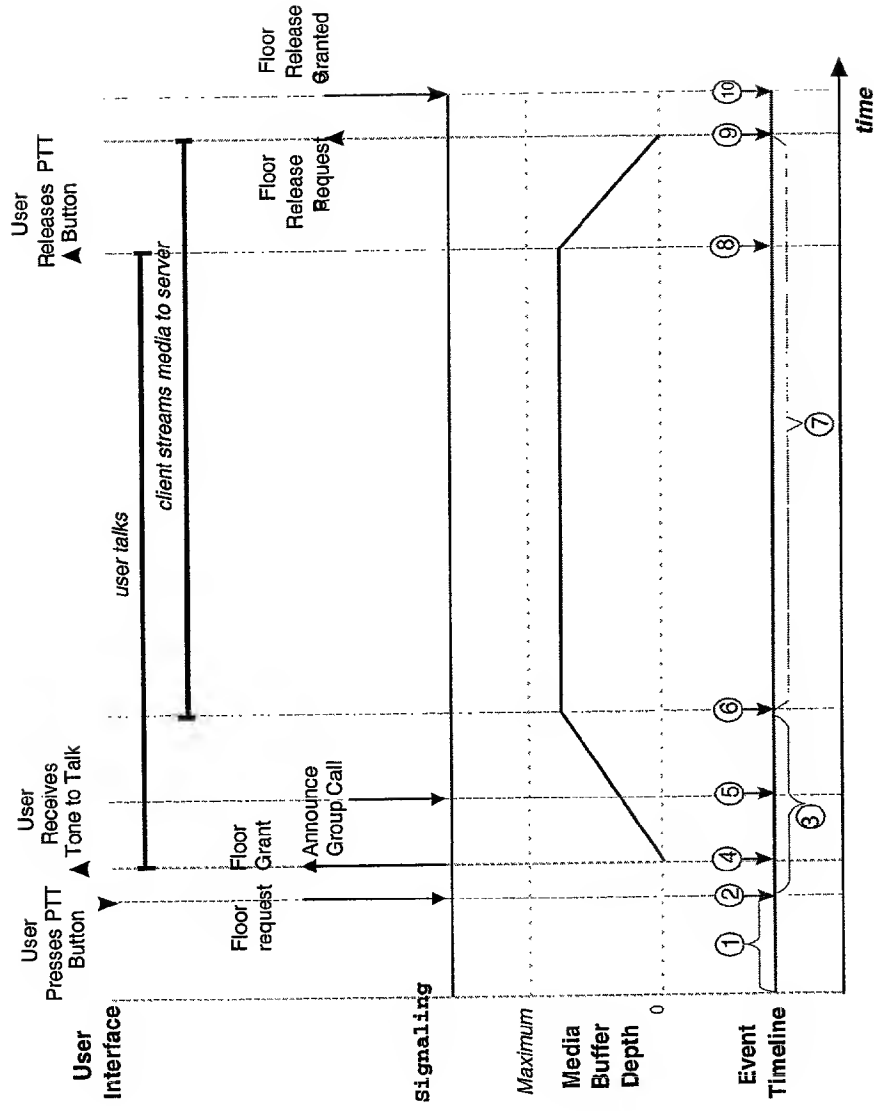 User
Interface
User
Presses PTT
Button
User
Receives
Tone to Talk
User
Releases PTT
Button
user talks
client streams media to server
Signaling
Floor
request
Floor
Grant
Announce
Group Call
Floor
Release
Request
Floor
Release
Granted
Maximum
Media
Buffer
Depth
0
Event
Timeline
1
2
3
4
5
6
7
8
9
10
time